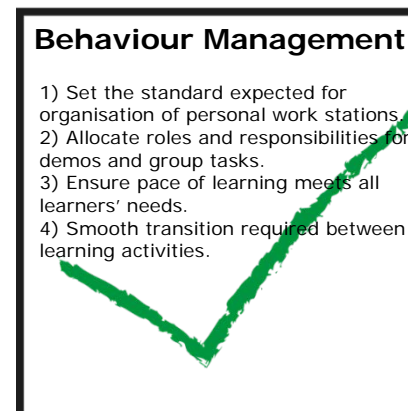 Behaviour Management
1) Set the standard expected for
organisation of personal work stations.
2) Allocate roles and responsibilities for
demos and group tasks.
3) Ensure pace of learning meets all
learners' needs.
4) Smooth transition required between
learning activities.